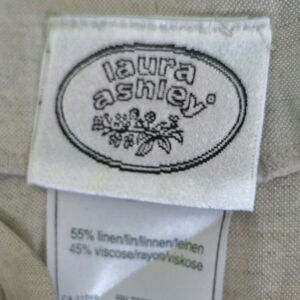 laura
ashley®
55% linen/lin/linnen/leinen
45% viscose/rayon/viskose